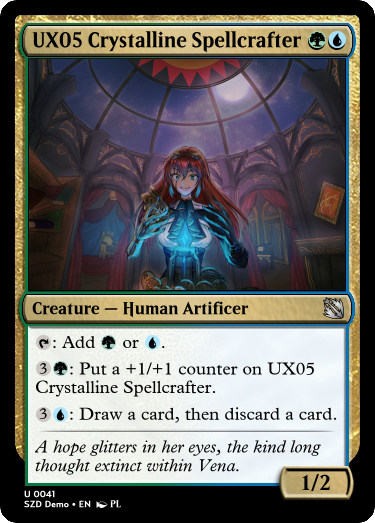 UX05 Crystalline Spellcrafter
Creature — Human Artificer
: Add or .
3 : Put a +1/+1 counter on UX05
Crystalline Spellcrafter.
3 : Draw a card, then discard a card.
A hope glitters in her eyes, the kind long
thought extinct within Vena.
1/2
U 0041
SZD Demo • EN PL